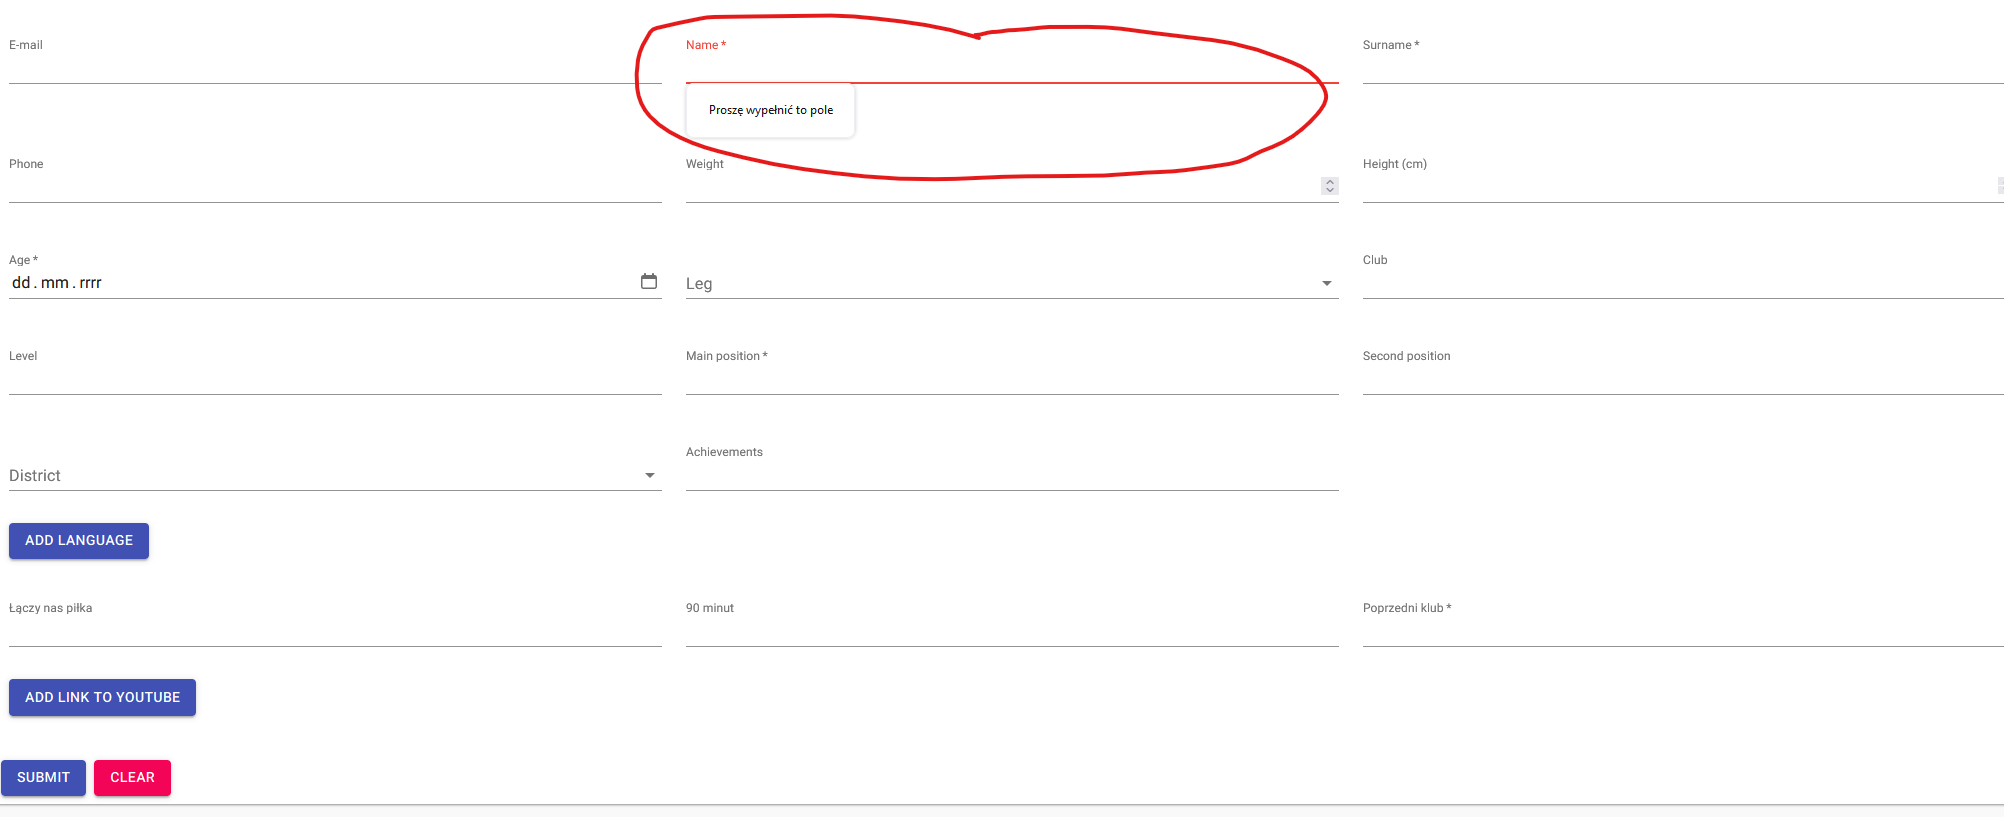 E-mail
Name *
Surname *
Proszę wypełnić to pole
Phone
Weight
Height (cm)
Age *
dd . mm . rrrr
Leg
Club
Level
Main position *
Second position
District
Achievements
ADD LANGUAGE
Łączy nas piłka
90 minut
Poprzedni klub *
ADD LINK TO YOUTUBE
SUBMIT
CLEAR